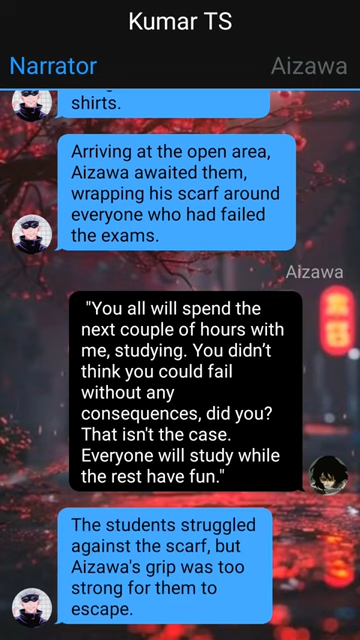 Kumar TS
Narrator
Aizawa
shirts.
Arriving at the open area,
Aizawa awaited them,
wrapping his scarf around
everyone who had failed
the exams.
Aizawa
"You all will spend the
next couple of hours with
me, studying. You didn't
think you could fail
without any
consequences, did you?
That isn't the case.
Everyone will study while
the rest have fun."
The students struggled
against the scarf, but
Aizawa's grip was too
strong for them to
escape.